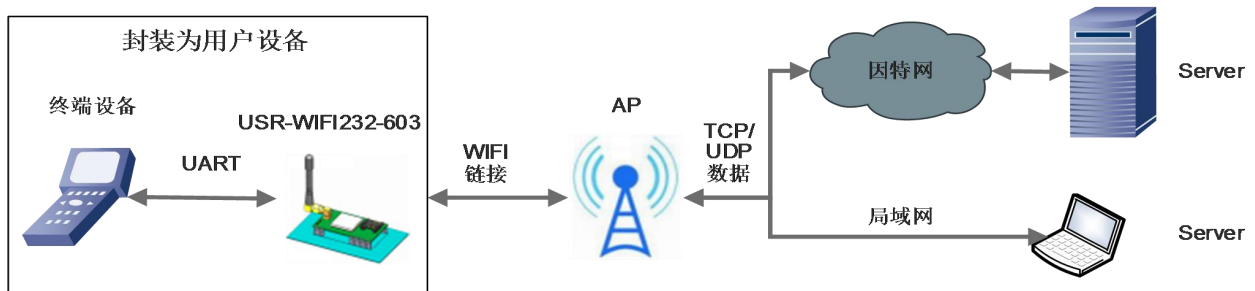 封装为用户设备
终端设备
USR-WIFI232-603
UART
WIFI
链接
AP
TCP/
UDP
数据
因特网
Server
局域网
Server